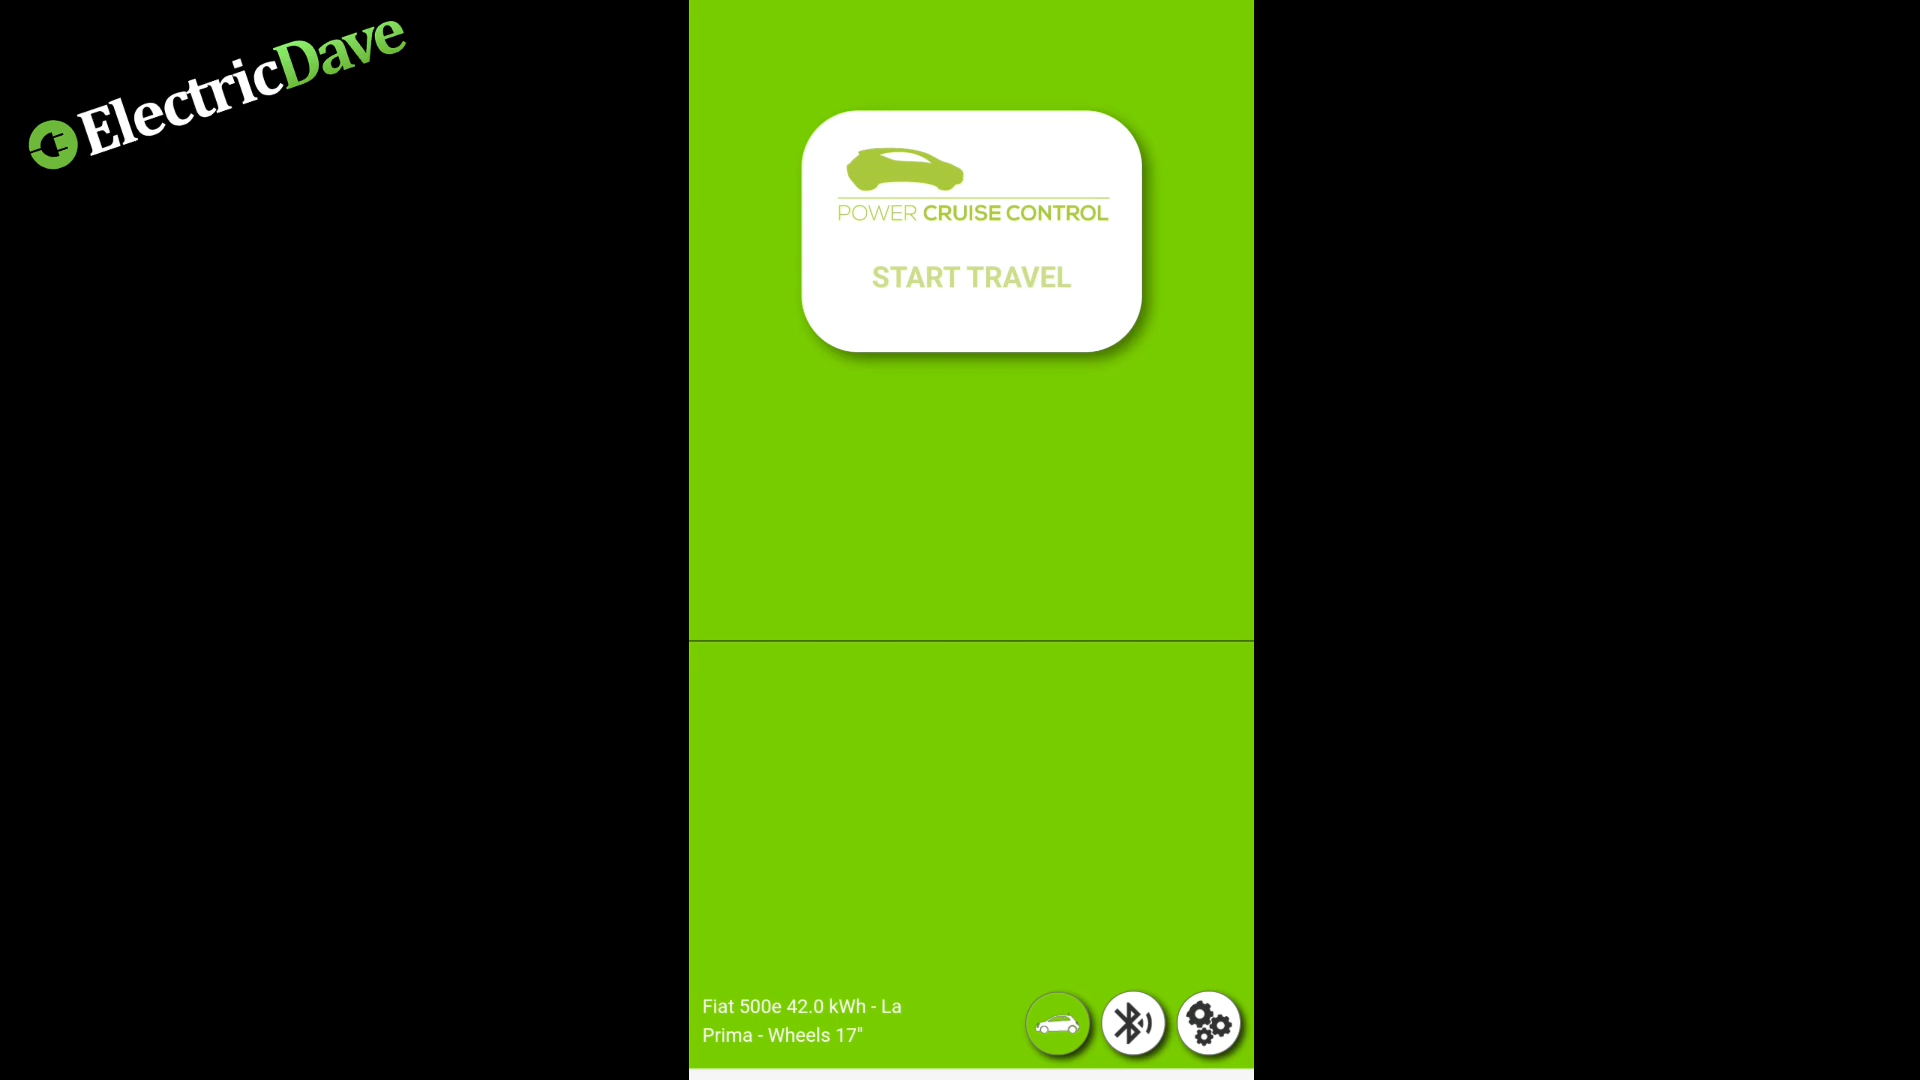 ElectricDave
POWER CRUISE CONTROL
START TRAVEL
Fiat 500e 42.0 kWh - La
Prima - Wheels 17"